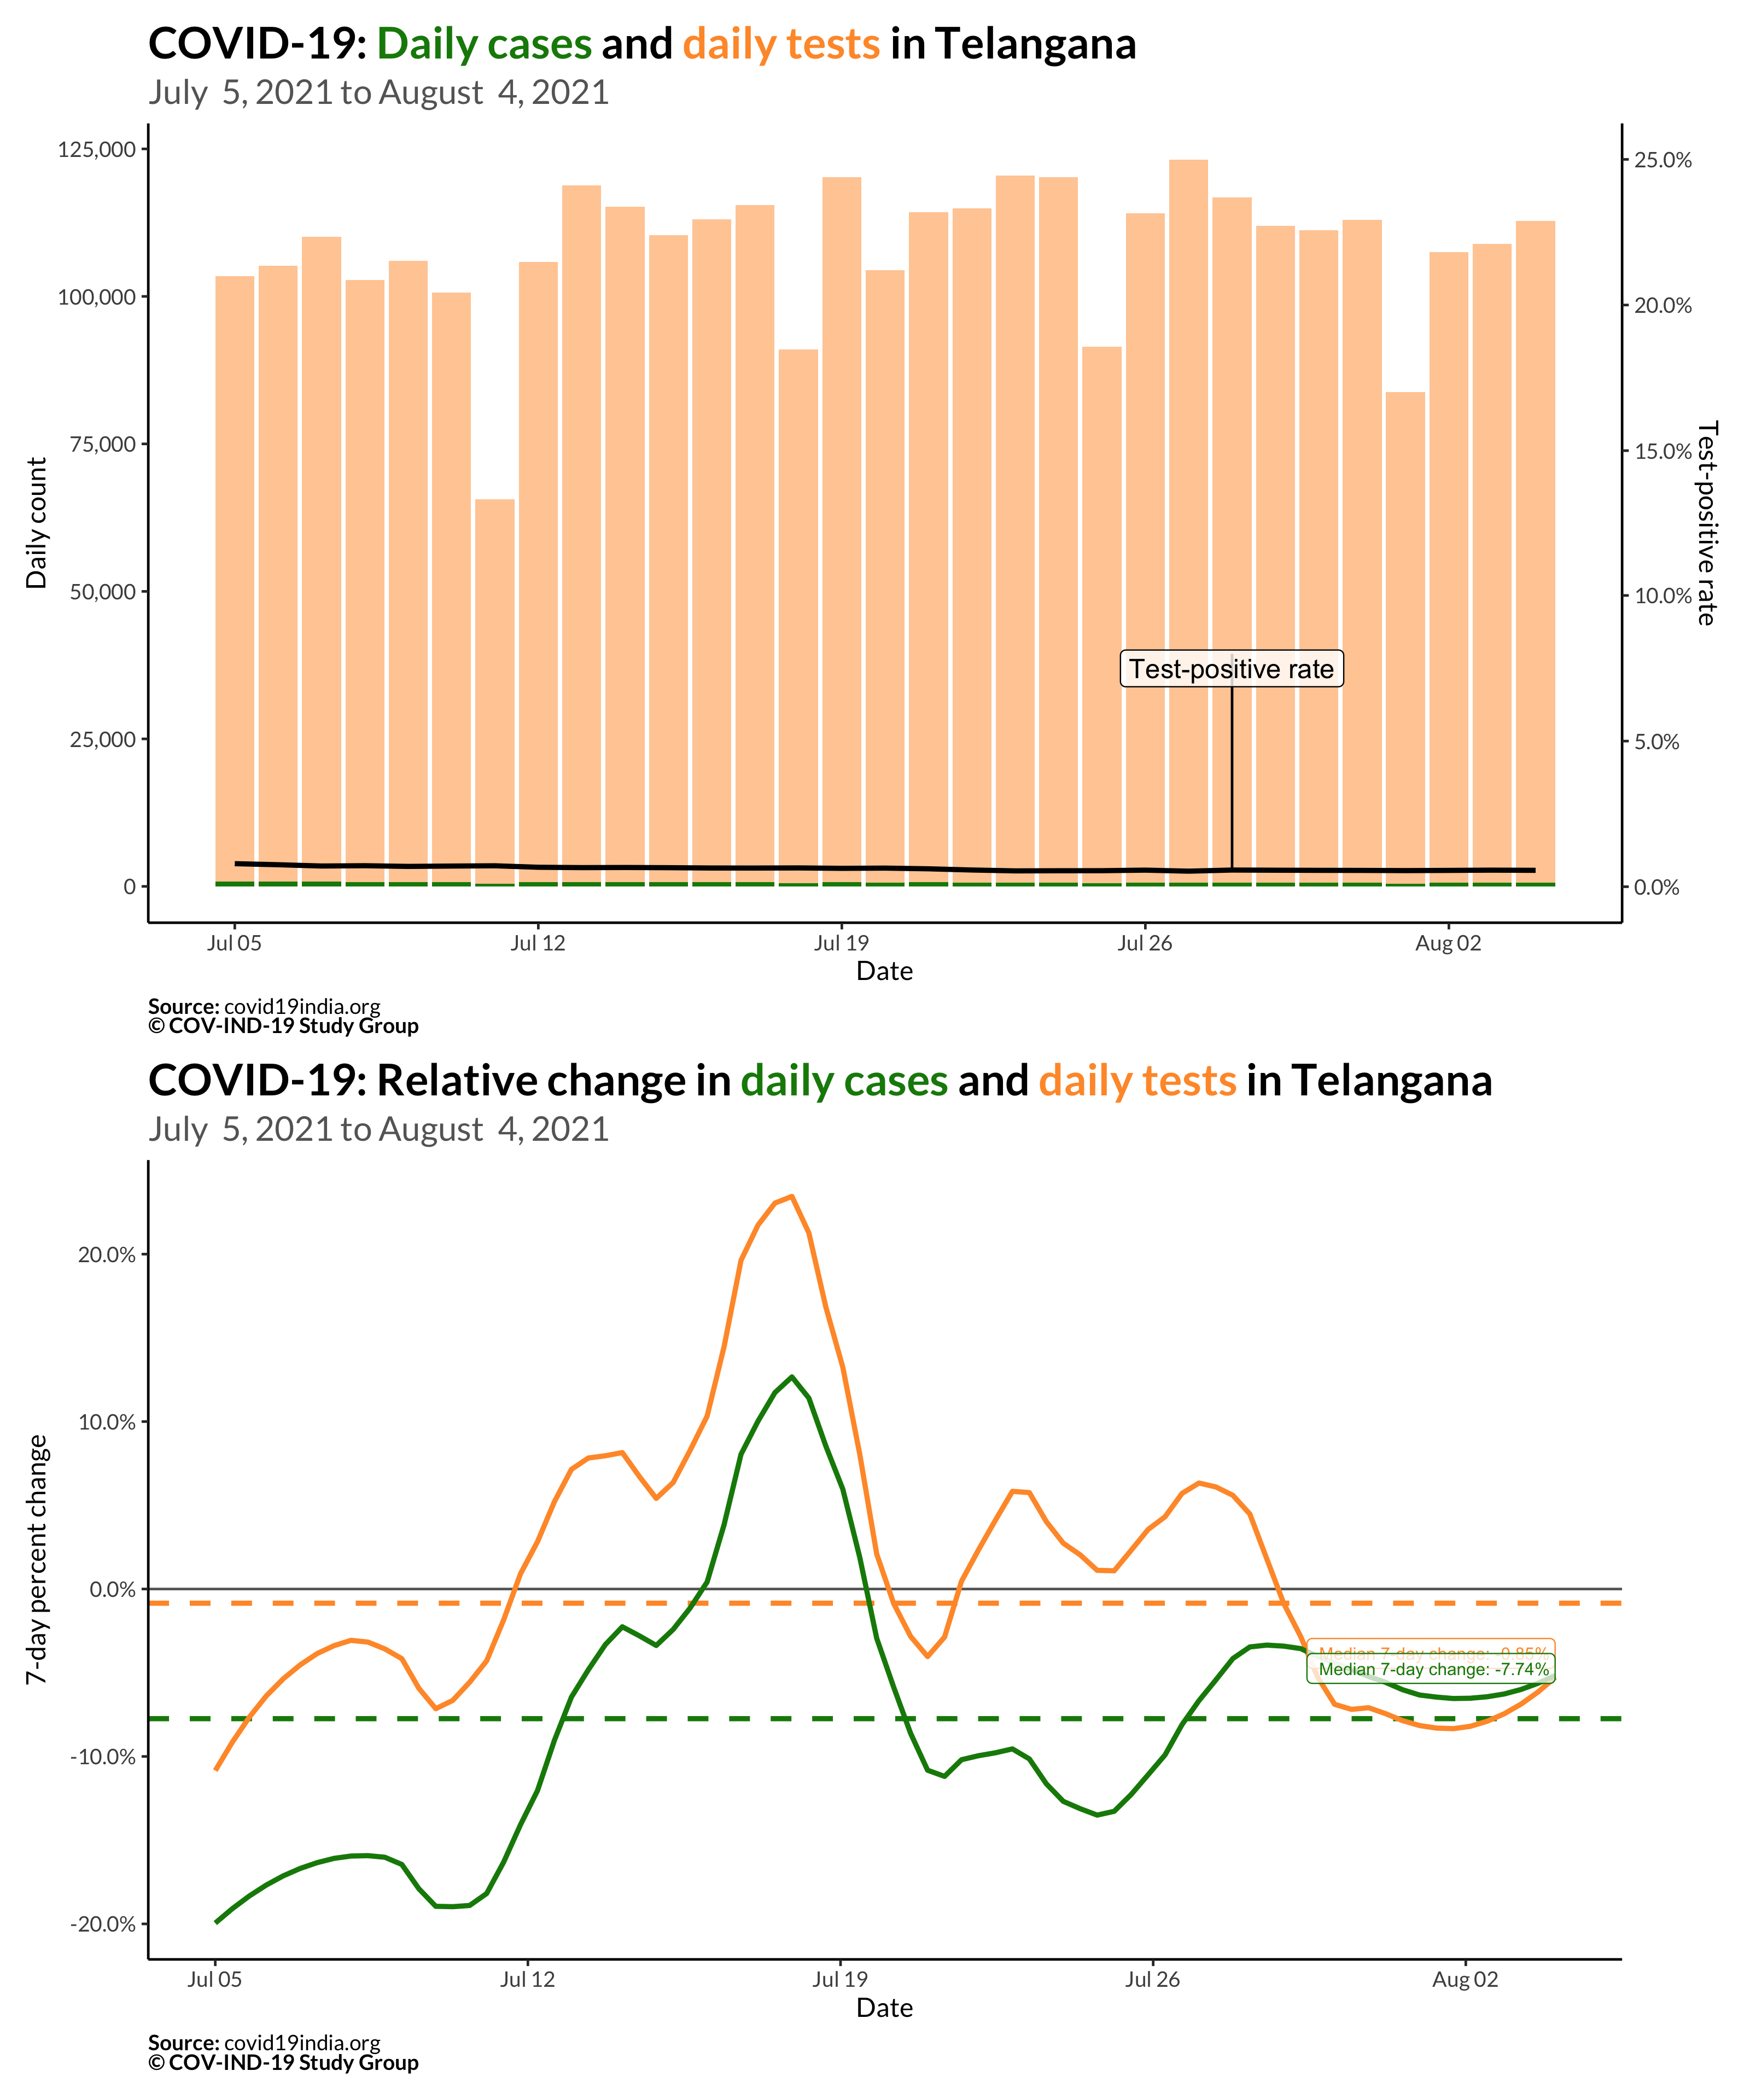 COVID-19: Daily cases and daily tests in Telangana
July 5, 2021 to August 4, 2021
125,000
100,000
75,000
50,000
25,000
0
Daily count
25.0%
20.0%
15.0%
10.0%
5.0%
0.0%
Test-positive rate
Test-positive rate
Jul 05
Jul 12
Jul 19
Jul 26
Aug 02
Date
Source: covid19india.org
© COV-IND-19 Study Group
COVID-19: Relative change in daily cases and daily tests in Telangana
July 5, 2021 to August 4, 2021
20.0%
10.0%
0.0%
-10.0%
-20.0%
7-day percent change
Median 7-day change: -0.85%
Median 7-day change: -7.74%
Jul 05
Jul 12
Jul 19
Jul 26
Aug 02
Date
Source: covid19india.org
© COV-IND-19 Study Group